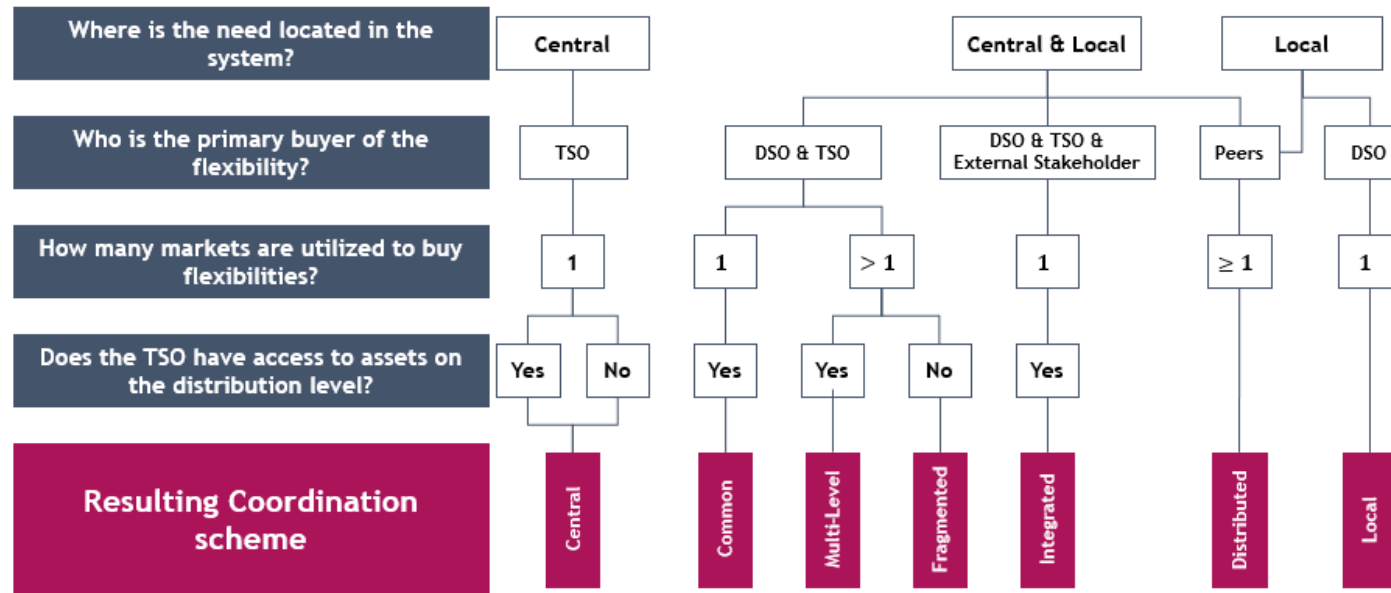 Where is the need located in the
system?
Central
Central & Local
Local
Who is the primary buyer of the
flexibility?
TSO
DSO & TSO
DSO & TSO &
External Stakeholder
Peers
DSO
How many markets are utilized to buy
flexibilities?
1
1
> 1
1
≥ 1
1
Does the TSO have access to assets on
the distribution level?
Yes
No
Yes
Yes
No
Yes
Resulting Coordination
scheme
Central
Common
Multi-Level
Fragmented
Integrated
Distributed
Local